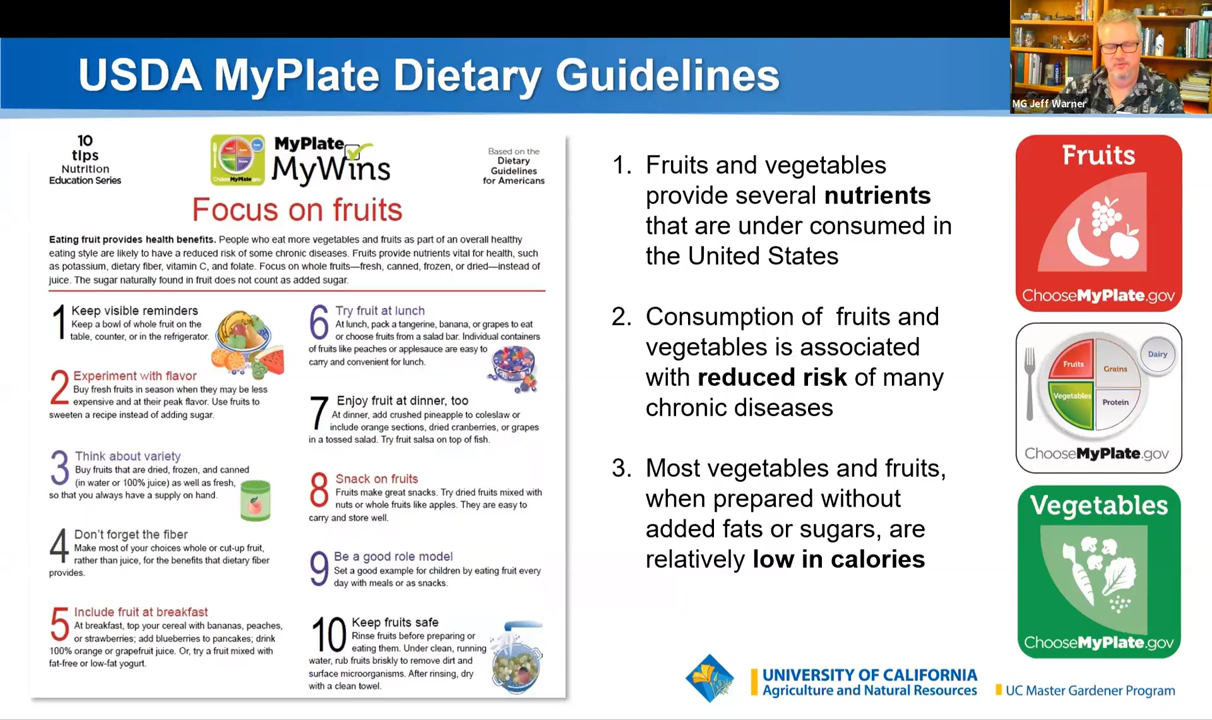 USDA MyPlate Dietary Guidelines
MG Jeff Warner
10
tips
Nutrition
Education Series
MyPlate
MyWins
Based on the
Dietary
Guidelines
for Americans
Focus on fruits
Eating fruit provides health benefits. People who eat more vegetables and fruits as part of an overall healthy
eating style are likely to have a reduced risk of some chronic diseases. Fruits provide nutrients vital for health, such
as potassium, dietary fiber, vitamin C, and folate. Focus on whole fruits—fresh, canned, frozen, or dried—instead of
juice. The sugar naturally found in fruit does not count as added sugar.
1 Keep visible reminders
Keep a bowl of whole fruit on the
table, counter, or in the refrigerator.
2 Experiment with flavor
Buy fresh fruits in season when they may be less
expensive and at their peak flavor. Use fruits to
sweeten a recipe instead of adding sugar.
3 Think about variety
Buy fruits that are dried, frozen, and canned
(in water or 100% juice) as well as fresh,
so that you always have a supply on hand.
4 Don't forget the fiber
Make most of your choices whole or cut-up fruit,
rather than juice, for the benefits that dietary fiber
provides.
5 Include fruit at breakfast
At breakfast, top your cereal with bananas, peaches,
or strawberries; add blueberries to pancakes; drink
100% orange or grapefruit juice. Or, try a fruit mixed with
fat-free or low-fat yogurt.
6 Try fruit at lunch
At lunch, pack a tangerine, banana, or grapes to eat
or choose fruits from a salad bar. Individual containers
of fruits like peaches or applesauce are easy to
carry and convenient for lunch.
7 Enjoy fruit at dinner, too
At dinner, add crushed pineapple to coleslaw or
include orange sections, dried cranberries, or grapes
in a tossed salad. Try fruit salsa on top of fish.
8 Snack on fruits
Fruits make great snacks. Try dried fruits mixed with
nuts or whole fruits like apples. They are easy to
carry and store well.
9 Be a good role model
Set a good example for children by eating fruit every
day with meals or as snacks.
10 Keep fruits safe
Rinse fruits before preparing or
eating them. Under clean, running
water, rub fruits briskly to remove dirt and
surface microorganisms. After rinsing, dry
with a clean towel.
1. Fruits and vegetables
provide several nutrients
that are under consumed in
the United States
2. Consumption of fruits and
vegetables is associated
with reduced risk of many
chronic diseases
3. Most vegetables and fruits,
when prepared without
added fats or sugars, are
relatively low in calories
Fruits
ChooseMyPlate.gov
Dairy
Fruits
Grains
Vegetables
Protein
ChooseMyPlate.gov
Vegetables
ChooseMyPlate.gov
UNIVERSITY OF CALIFORNIA
Agriculture and Natural Resources
UC Master Gardener Program